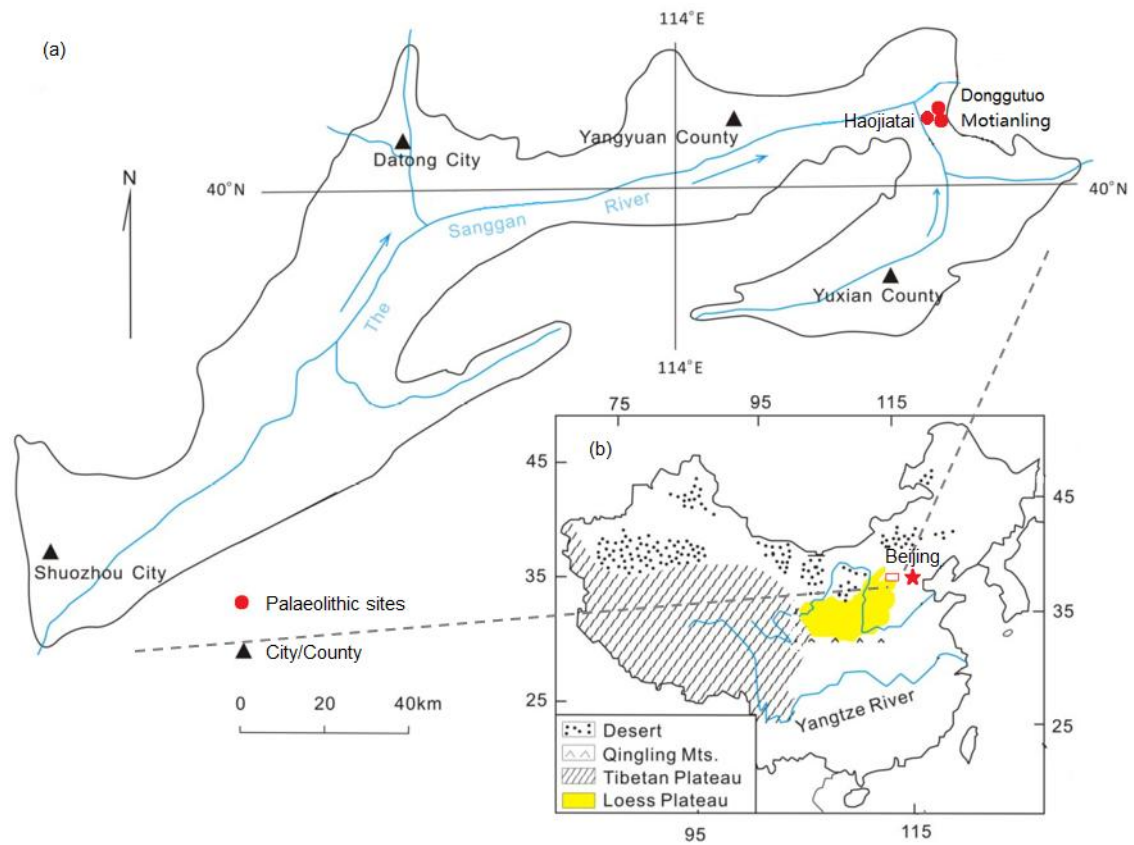 (a)
114°E
Donggutuo
Haojiatai
Motianling
Yangyuan County
Datong City
N
40°N
40°N
Sanggan
River
The
Yuxian County
114°E
Shuozhou City
Palaeolithic sites
City/County
0 20 40km
75 95 115
(b)
45
45
Beijing
35
35
25
25
Yangtze River
Desert
Qingling Mts.
Tibetan Plateau
Loess Plateau
95 115